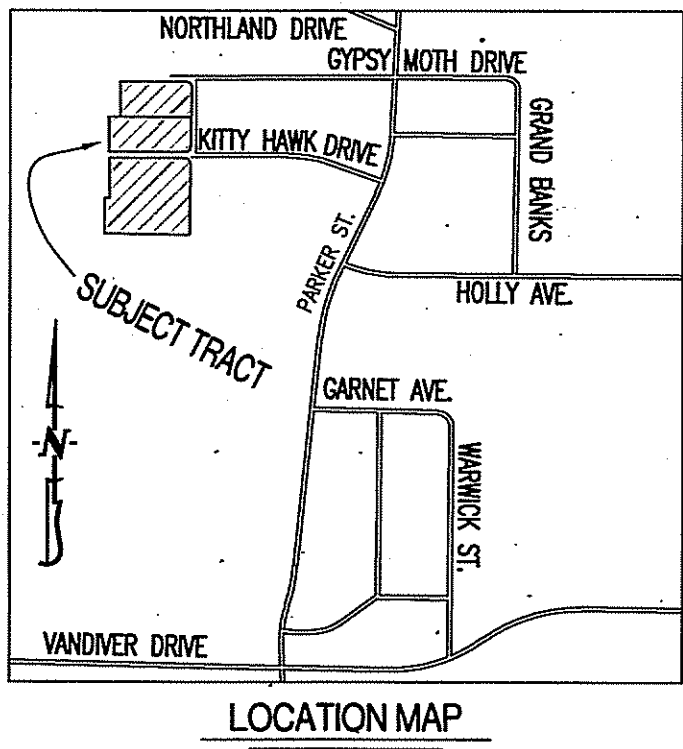 NORTHLAND DRIVE
GYPSY MOTH DRIVE
KITTY HAWK DRIVE
GRAND BANKS
PARKER ST.
HOLLY AVE.
SUBJECT TRACT
GARNET AVE.
-N-
WARWICK ST.
VANDIVER DRIVE
LOCATION MAP